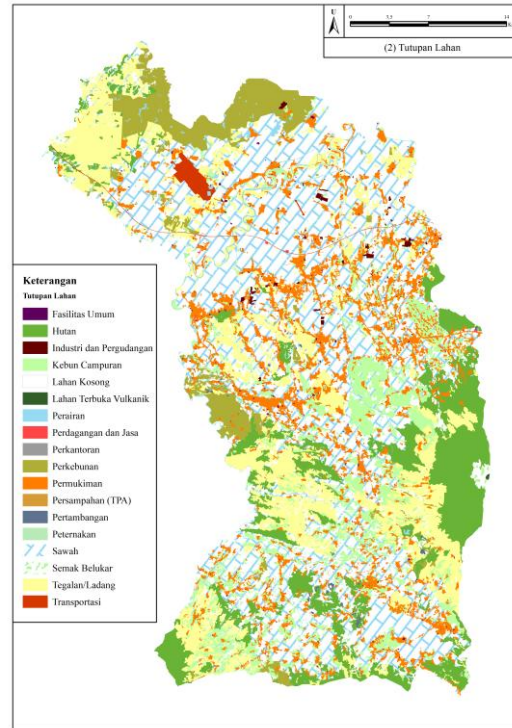 U
0 3,5 7 14
(2) Tutupan Lahan
Keterangan
Tutupan Lahan
Fasilitas Umum
Hutan
Industri dan Pergudangan
Kebun Campuran
Lahan Kosong
Lahan Terbuka Vulkanik
Perairan
Perdagangan dan Jasa
Perkantoran
Perkebunan
Permukiman
Persampahan (TPA)
Pertambangan
Peternakan
Sawah
Semak Belukar
Tegalan/Ladang
Transportasi